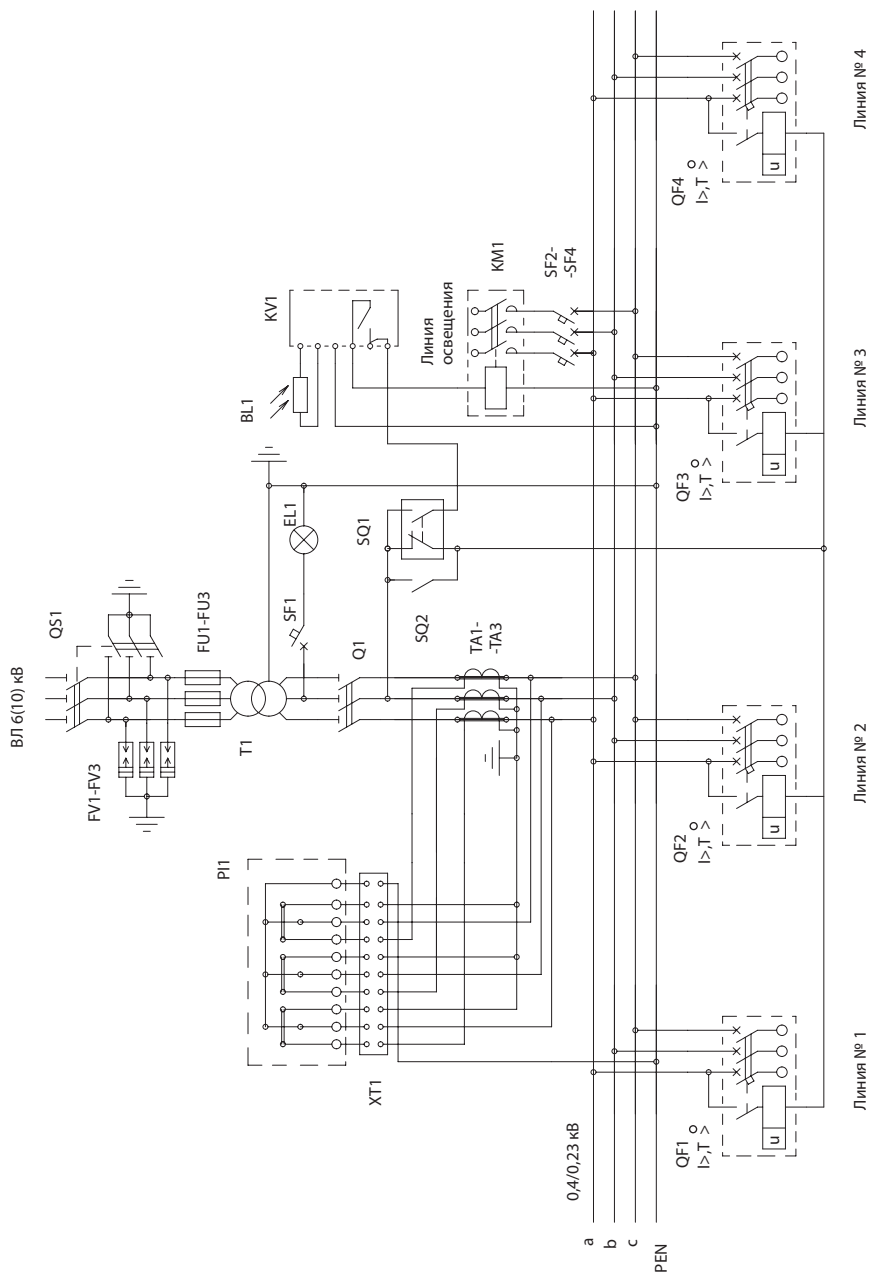 ВЛ 6(10) кВ
QS1
FV1-FV3
FU1-FU3
T1
SF1
EL1
Q1
BL1
KV1
PI1
XT1
SQ1
SQ2
TA1-
-TA3
Линия
освещения
KM1
SF2-
-SF4
0,4/0,23 кВ
a
b
c
PEN
QF1
I>,T°>
u
QF2
I>,T°>
u
QF3
I>,T°>
u
QF4
I>,T°>
u
Линия № 1
Линия № 2
Линия № 3
Линия № 4